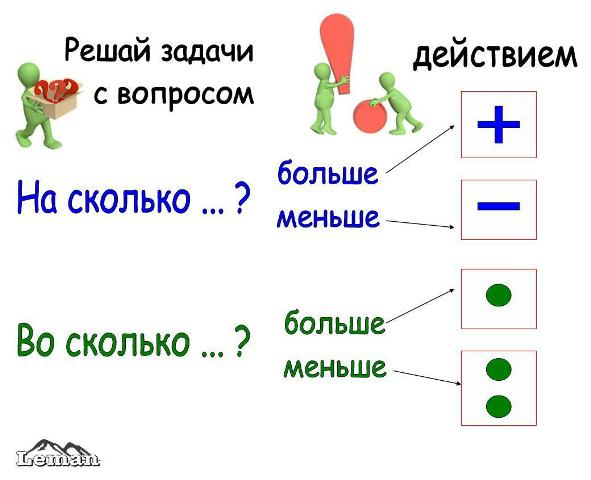 Решай задачи
с вопросом
действием
На сколько ... ?
больше
меньше
+
−
Во сколько ... ?
больше
меньше
Leman